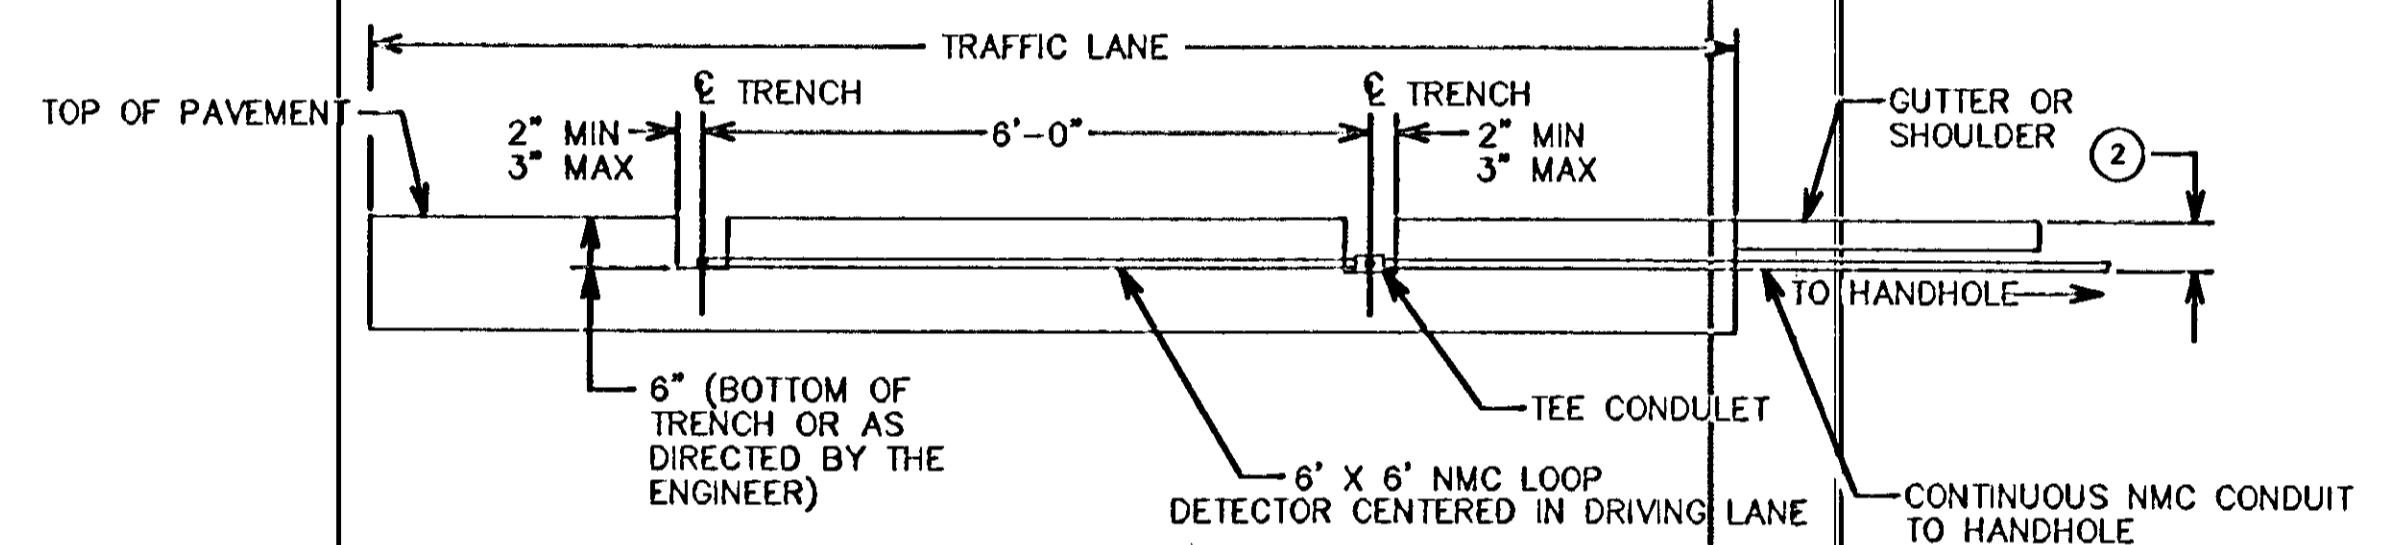 TRAFFIC LANE
℄ TRENCH
℄ TRENCH
TOP OF PAVEMENT
GUTTER OR
SHOULDER
2" MIN
3" MAX
6'-0"
2" MIN
3" MAX
2
TO HANDHOLE
6" (BOTTOM OF
TRENCH OR AS
DIRECTED BY THE
ENGINEER)
TEE CONDULET
6' X 6' NMC LOOP
DETECTOR CENTERED IN DRIVING LANE
CONTINUOUS NMC CONDUIT
TO HANDHOLE